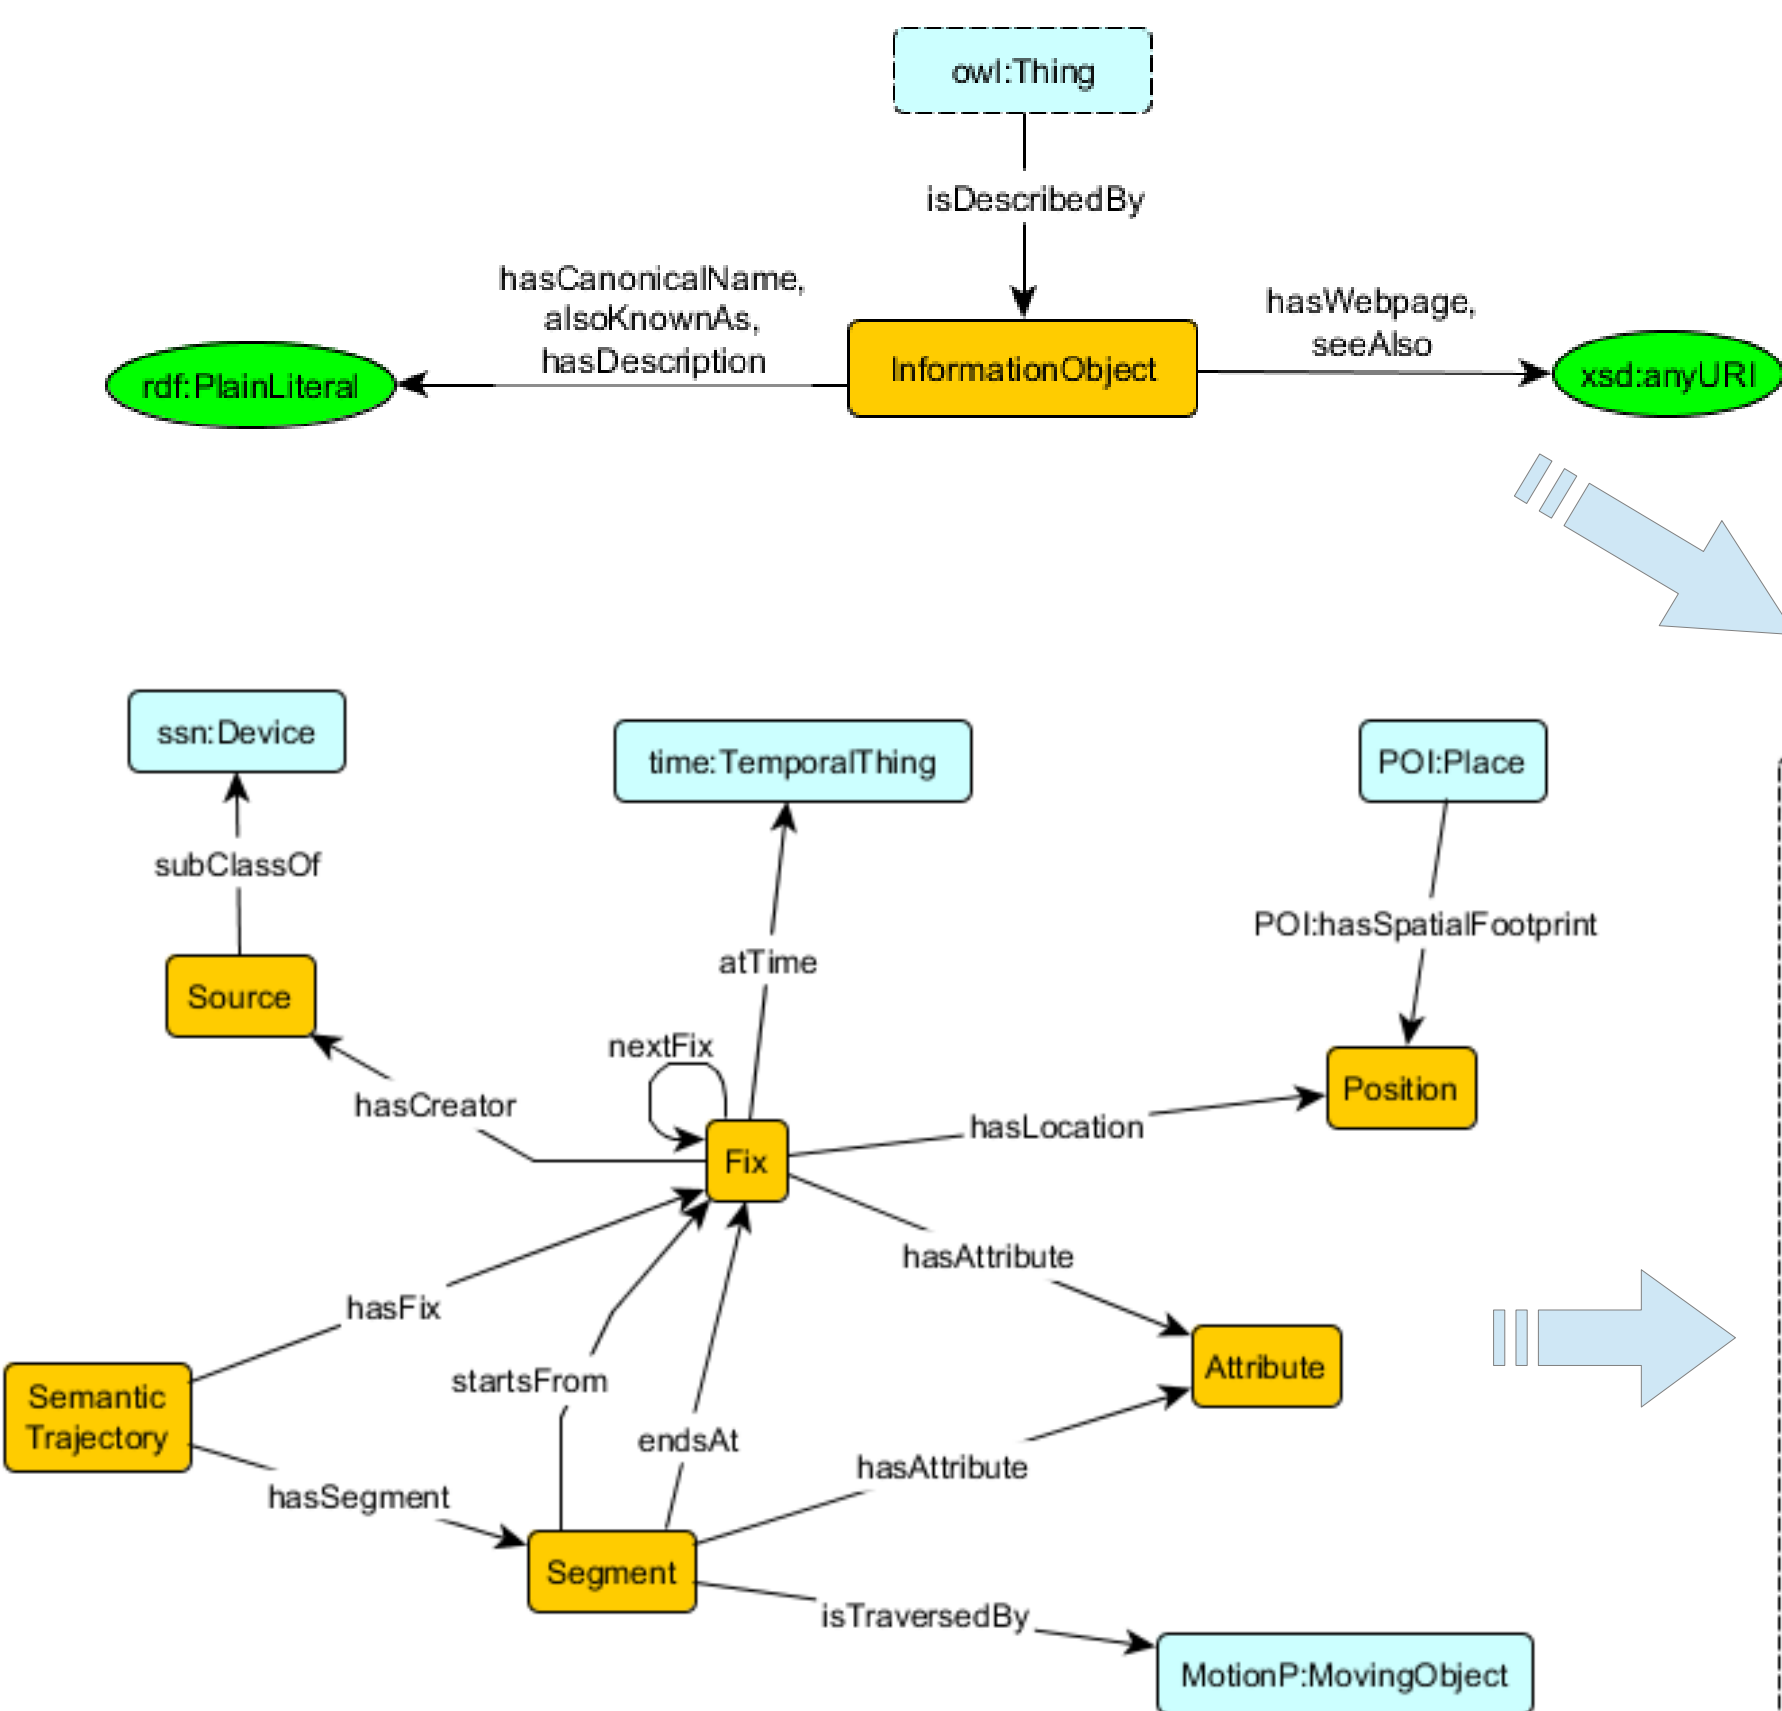 owl:Thing
isDescribedBy
hasCanonicalName,
alsoKnownAs,
hasDescription
hasWebpage,
seeAlso
rdf:PlainLiteral
InformationObject
xsd:anyURI
ssn:Device
time:TemporalThing
POI:Place
subClassOf
POI:hasSpatialFootprint
atTime
Source
nextFix
Position
hasCreator
hasLocation
Fix
hasAttribute
hasFix
Attribute
startsFrom
Semantic
Trajectory
endsAt
hasAttribute
hasSegment
Segment
isTraversedBy
MotionP:MovingObject